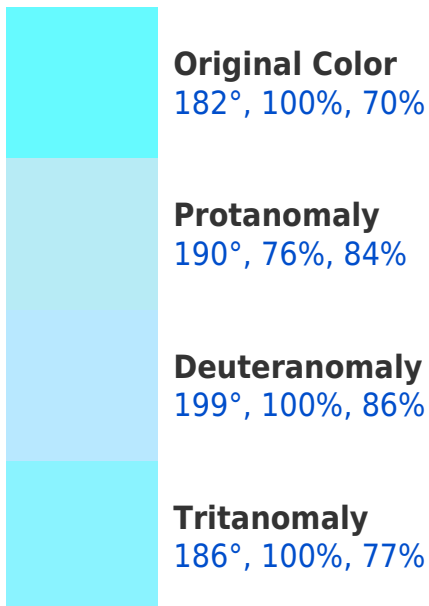 Original Color
182°, 100%, 70%
Protanomaly
190°, 76%, 84%
Deuteranomaly
199°, 100%, 86%
Tritanomaly
186°, 100%, 77%